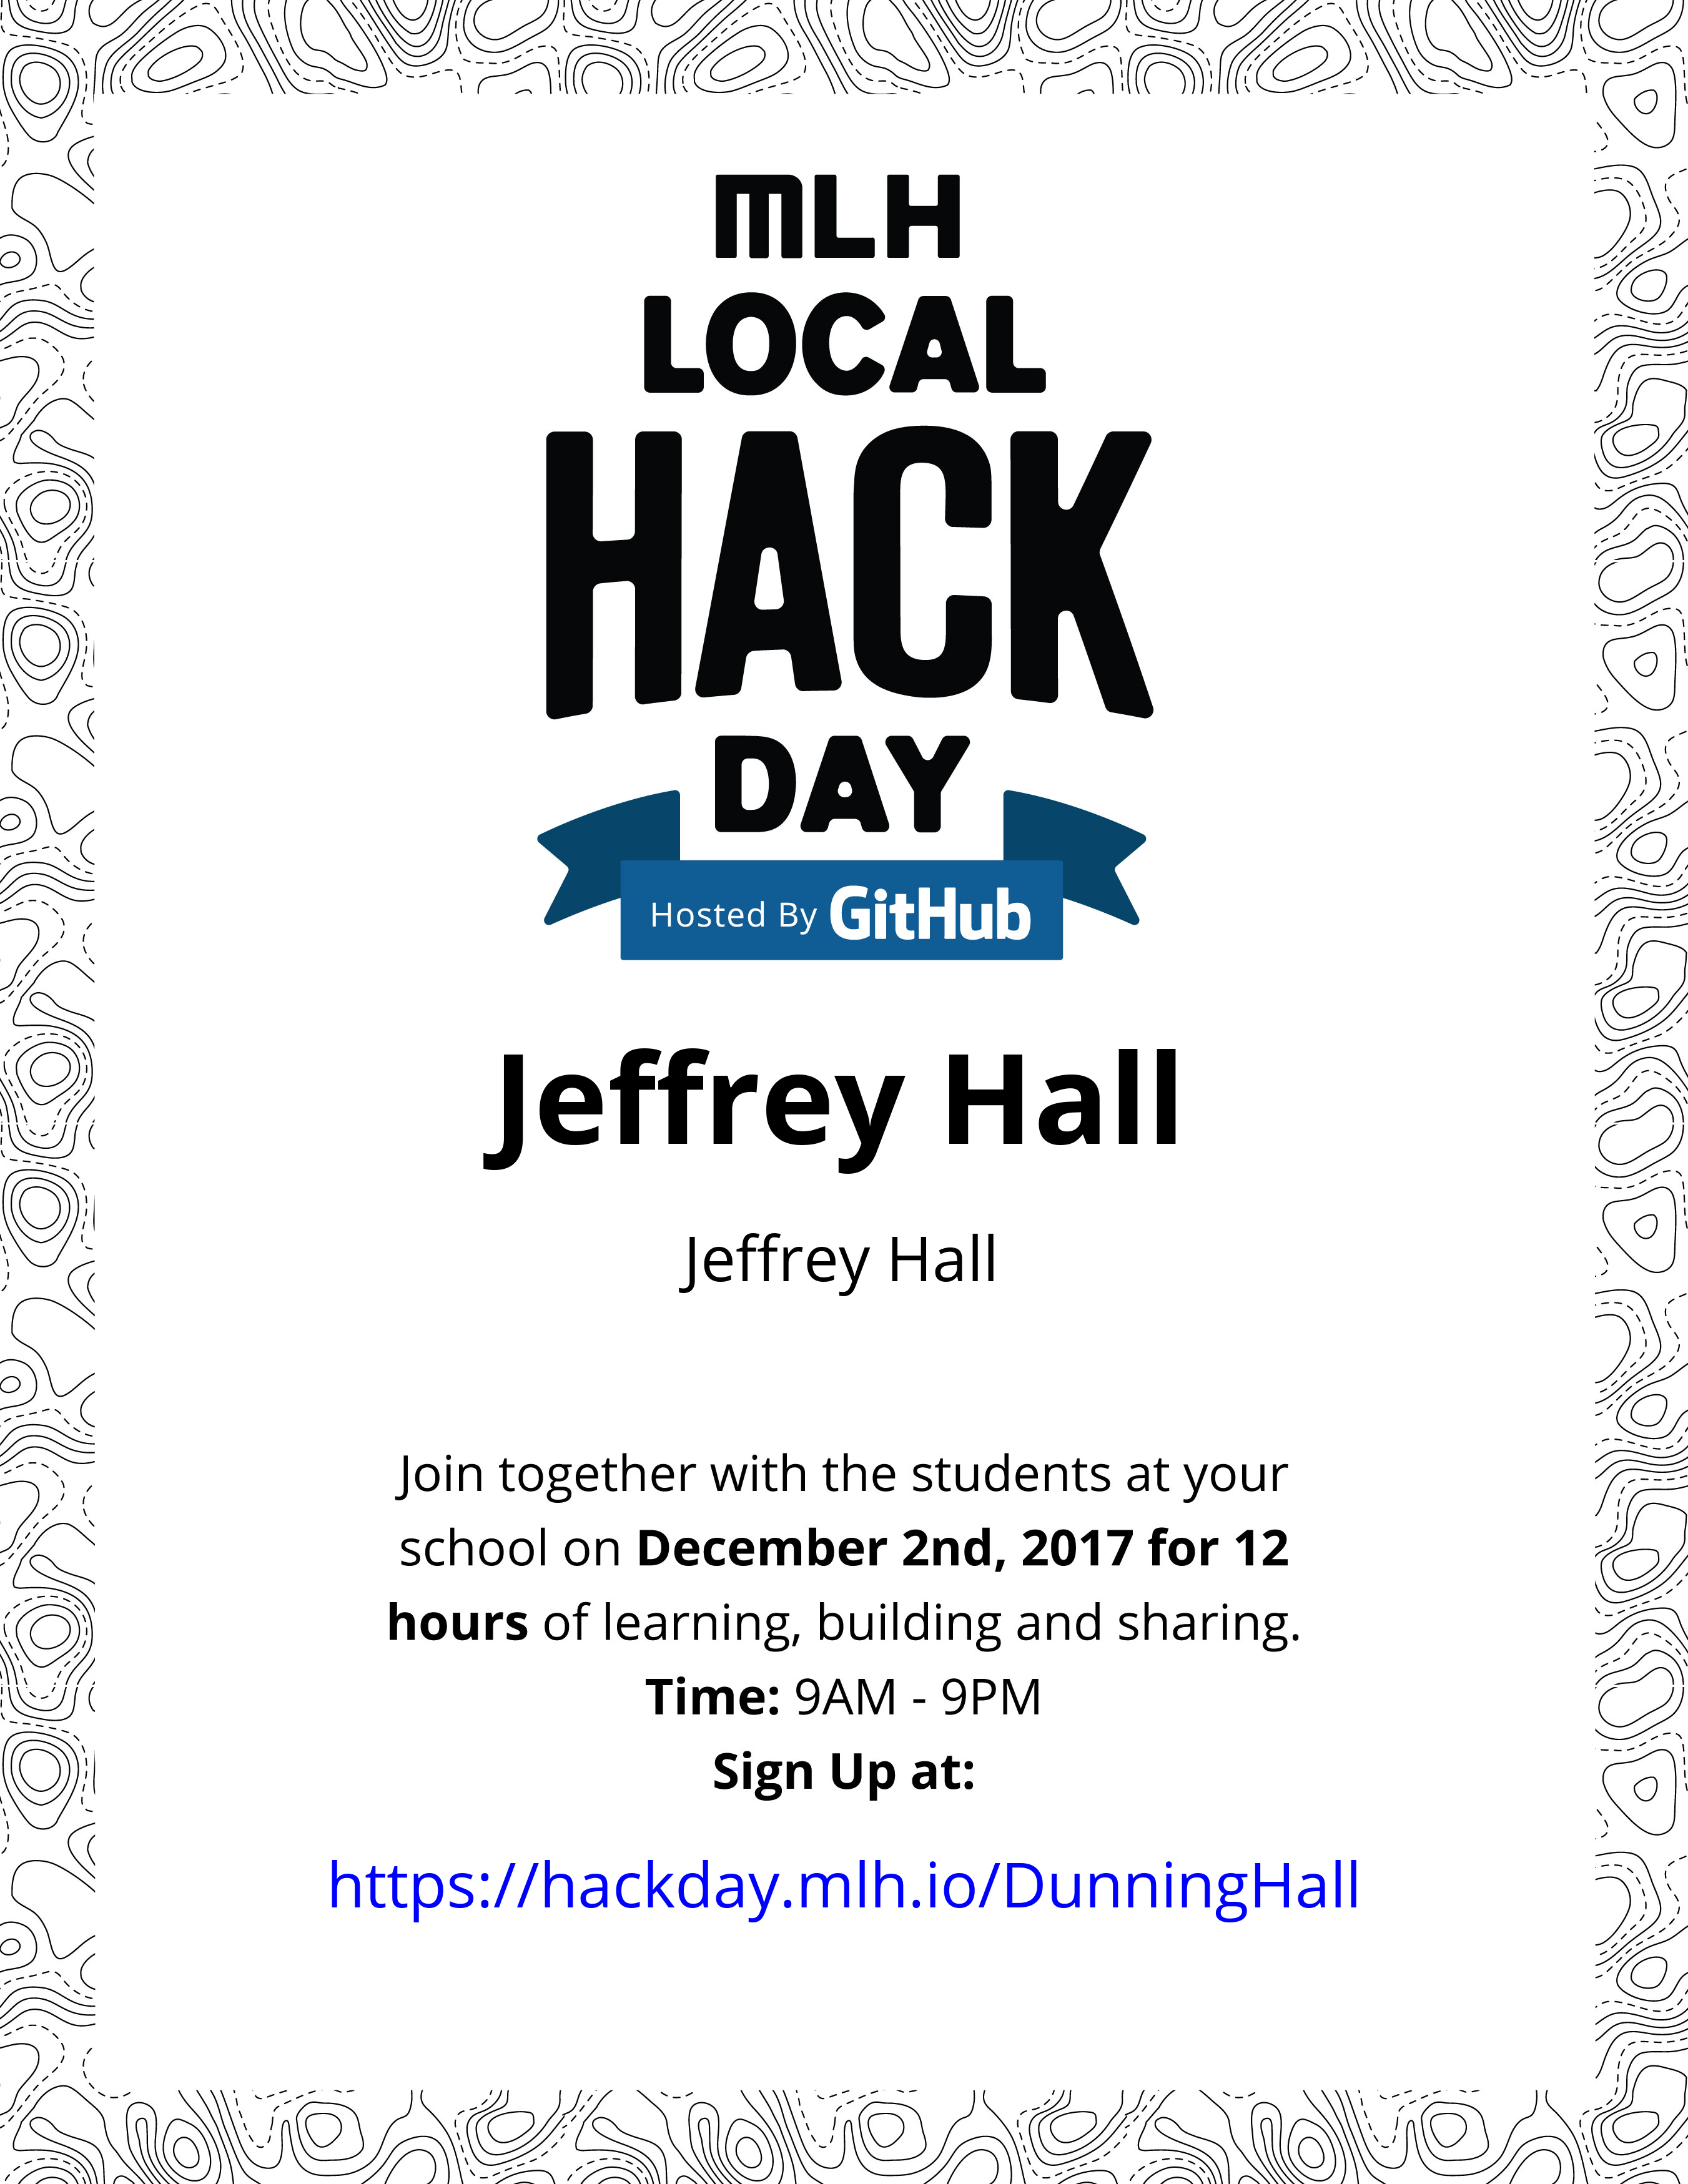 MLH
LOCAL
HACK
DAY
Hosted By GitHub
Jeffrey Hall
Jeffrey Hall
Join together with the students at your
school on December 2nd, 2017 for 12
hours of learning, building and sharing.
Time: 9AM - 9PM
Sign Up at:
https://hackday.mlh.io/DunningHall